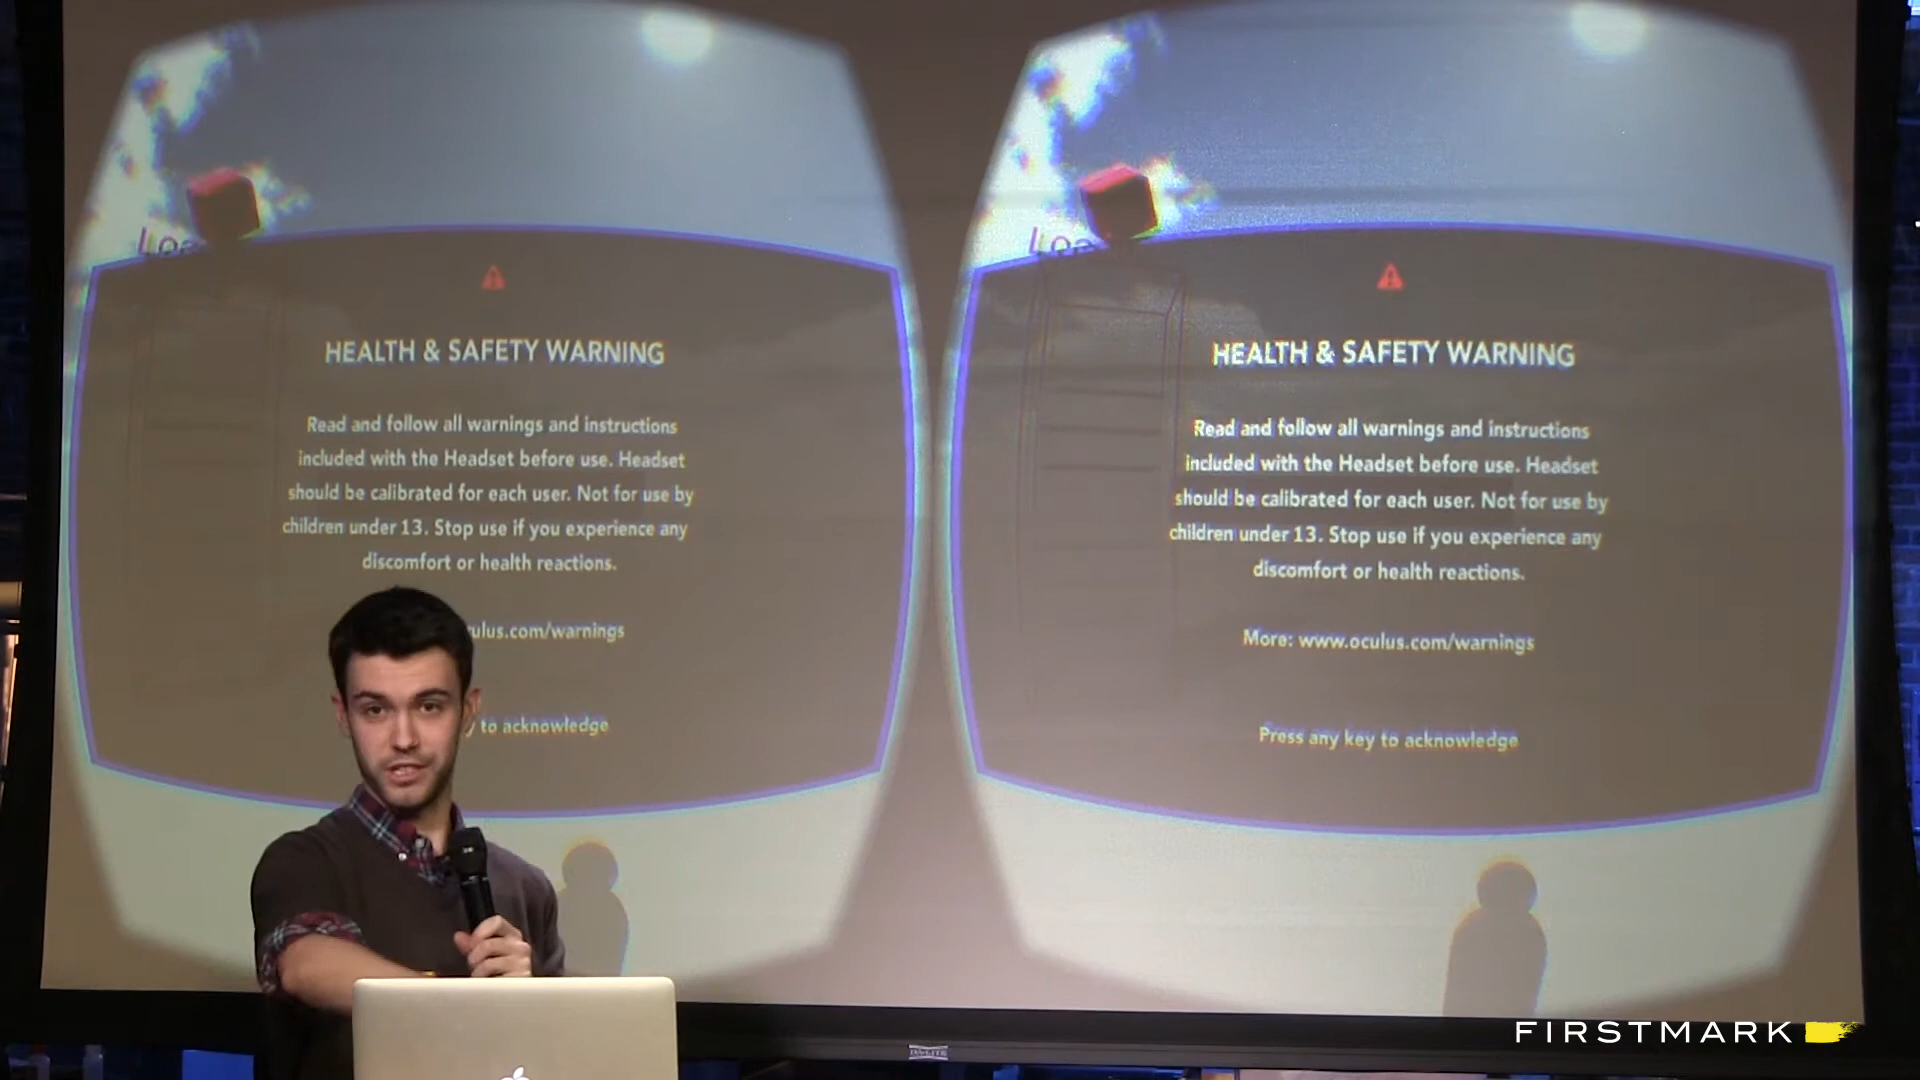 Loa
HEALTH & SAFETY WARNING
Read and follow all warnings and instructions
included with the Headset before use. Headset
should be calibrated for each user. Not for use by
children under 13. Stop use if you experience any
discomfort or health reactions.
ulus.com/warnings
y to acknowledge
Loa
HEALTH & SAFETY WARNING
Read and follow all warnings and instructions
included with the Headset before use. Headset
should be calibrated for each user. Not for use by
children under 13. Stop use if you experience any
discomfort or health reactions.
More: www.oculus.com/warnings
Press any key to acknowledge
DA-LITE
FIRSTMARK